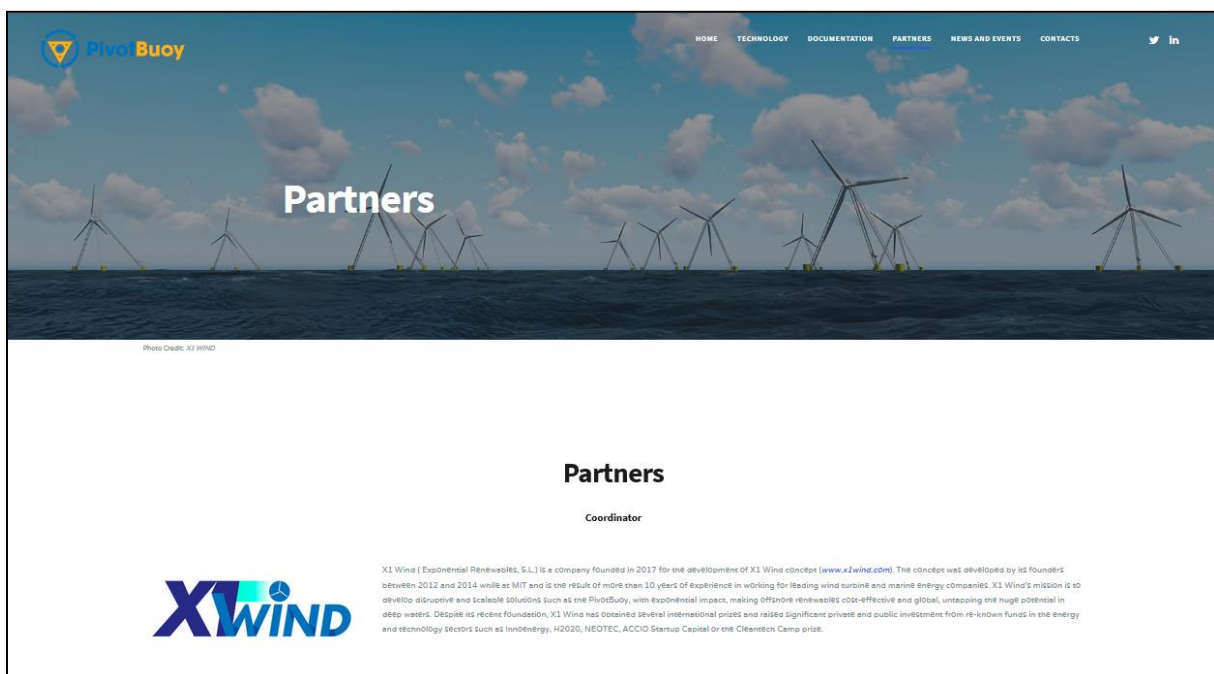 PivotBuoy
HOME TECHNOLOGY DOCUMENTATION PARTNERS NEWS AND EVENTS CONTACTS
Partners
Photo Credit: X1 WIND
Partners
Coordinator
X1 WIND
X1 Wind ( Exponential Renewables, S.L.) is a company founded in 2017 for the development of X1 Wind concept (www.x1wind.com). The concept was developed by its founders
between 2012 and 2014 while at MIT and is the result of more than 10 years of experience in working for leading wind turbine and marine energy companies. X1 Wind's mission is to
develop disruptive and scalable solutions such as the PivotBuoy, with exponential impact, making offshore renewables cost-effective and global, untapping the huge potential in
deep waters. Despite its recent foundation, X1 Wind has obtained several international prizes and raised significant private and public investment from re-known funds in the energy
and technology sectors such as Innoenergy, H2020, NEOTEC, ACCIO Startup Capital or the Cleantech Camp prize.